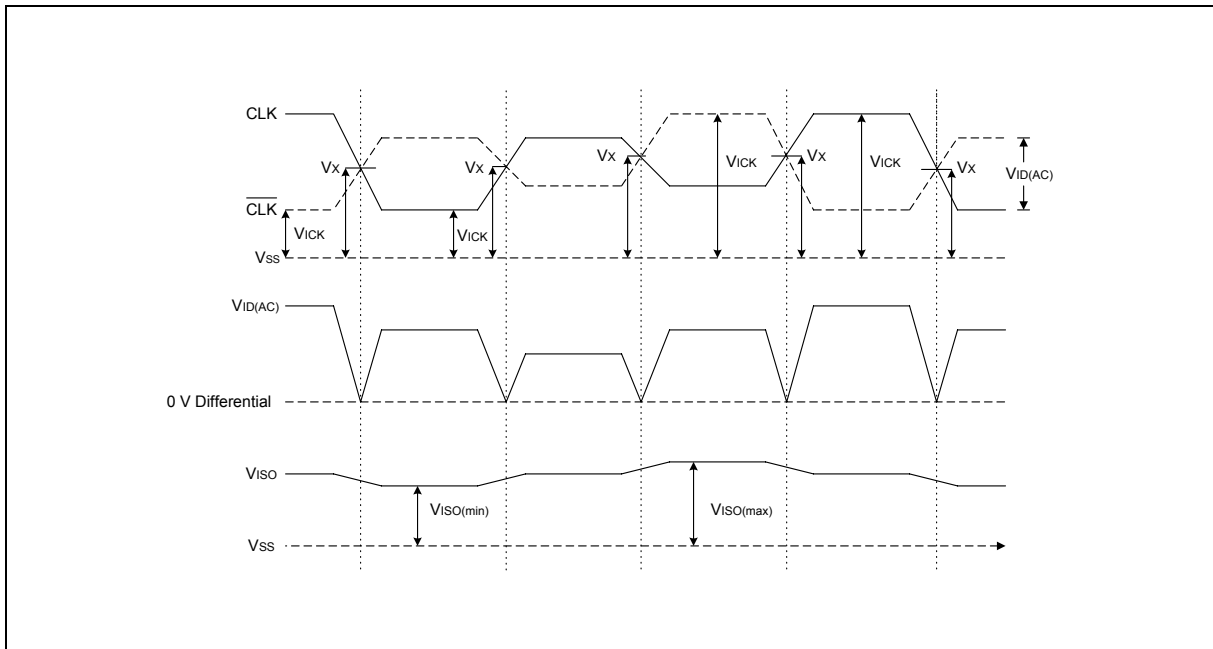 CLK
VX VX VX VICK VX VICK VX VID(AC)
CLK
VICK VICK
VSS
VID(AC)
0 V Differential
VISO
VISO(min) VISO(max)
VSS